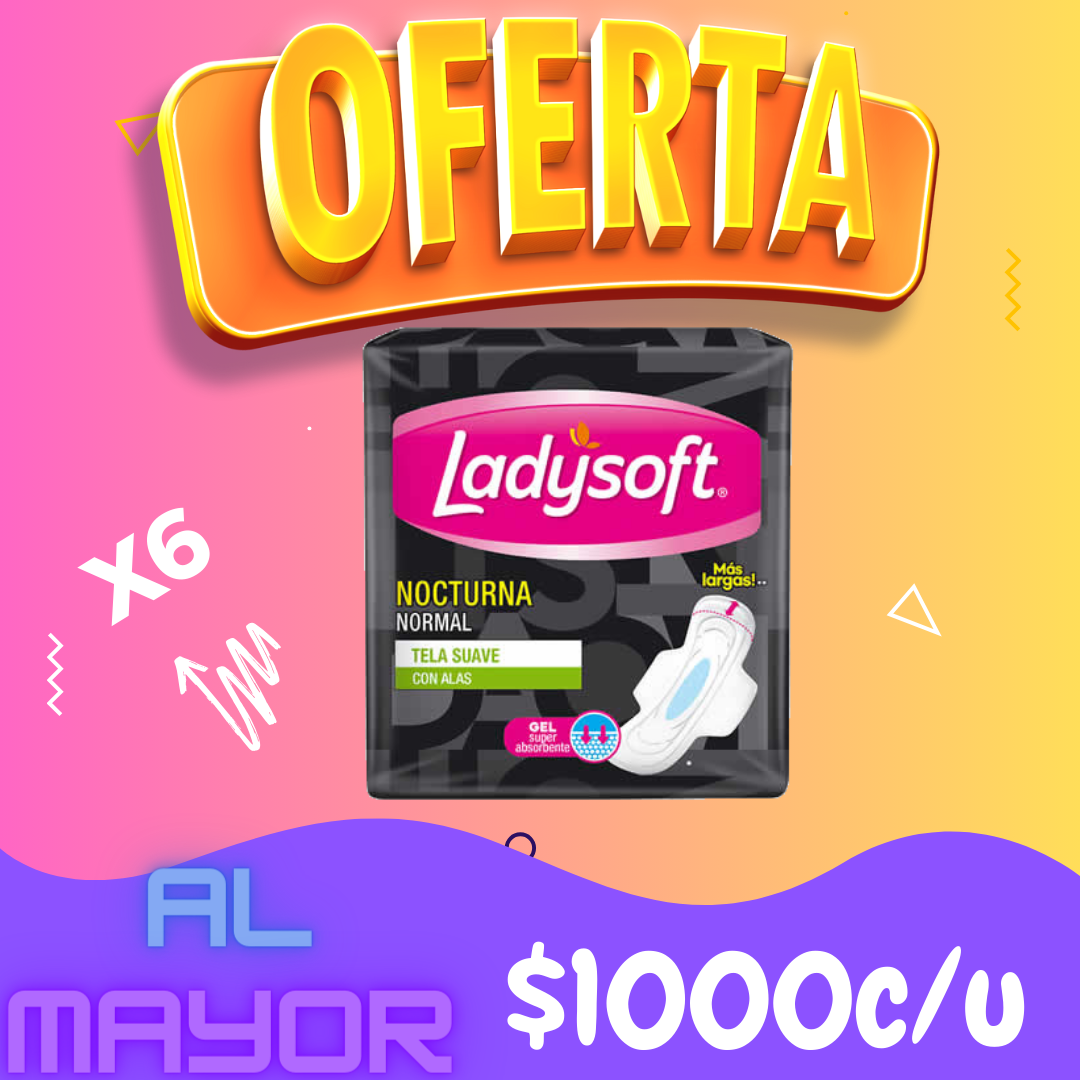 OFERTA
Ladysoft®
X6
NOCTURNA
NORMAL
Más
largas!..
TELA SUAVE
CON ALAS
GEL
super
absorbente
AL
MAYOR
$1000c/u